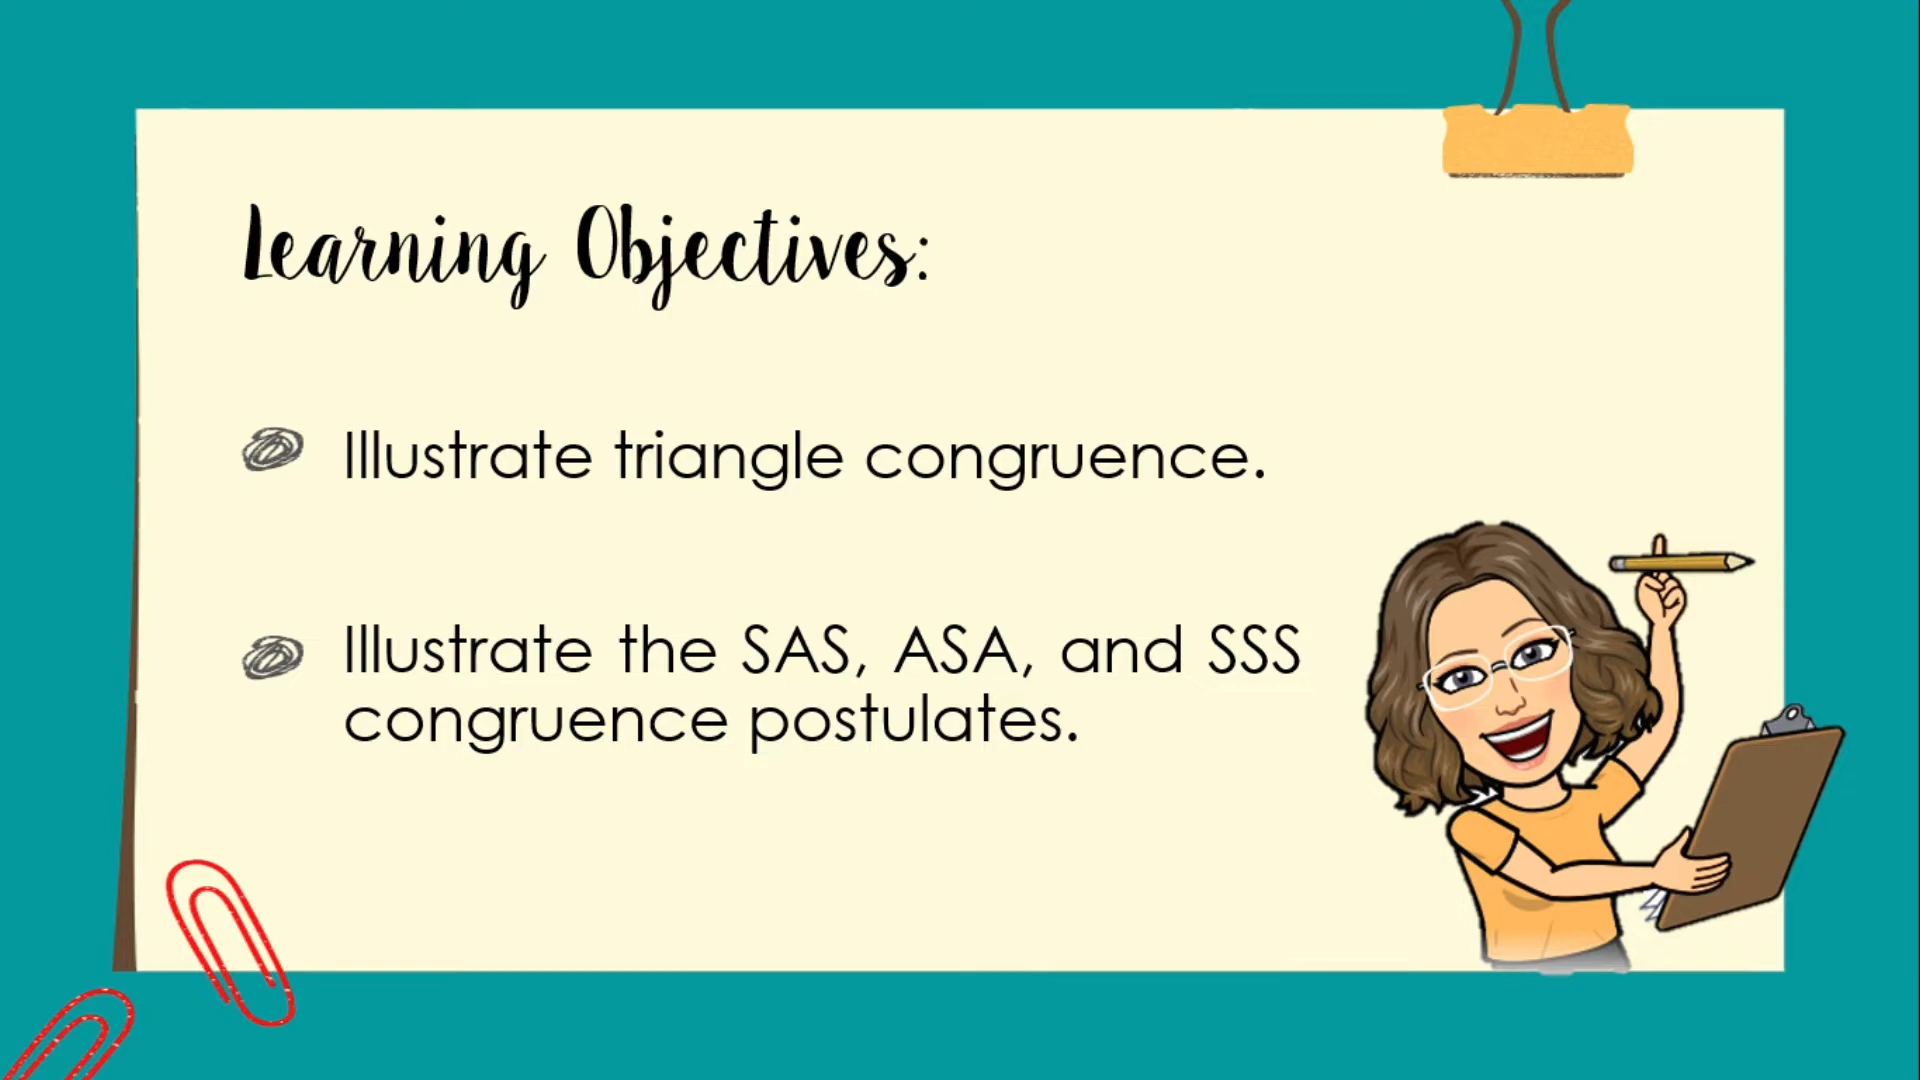 Learning Objectives:
Illustrate triangle congruence.
Illustrate the SAS, ASA, and SSS
congruence postulates.